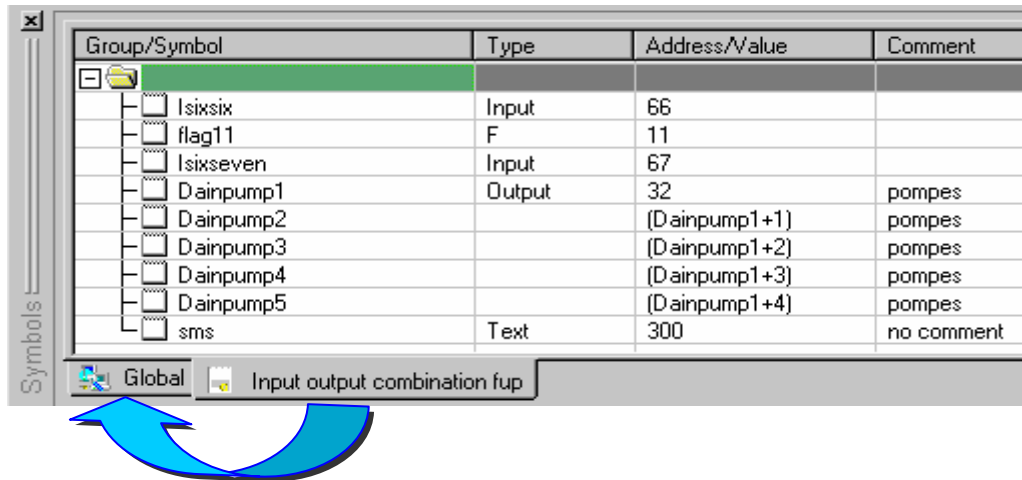 Group/Symbol Type Address/Value Comment
Isixsix Input 66
flag11 F 11
Isixseven Input 67
Dainpump1 Output 32 pompes
Dainpump2 (Dainpump1+1) pompes
Dainpump3 (Dainpump1+2) pompes
Dainpump4 (Dainpump1+3) pompes
Dainpump5 (Dainpump1+4) pompes
sms Text 300 no comment
Symbols
Global Input output combination fup